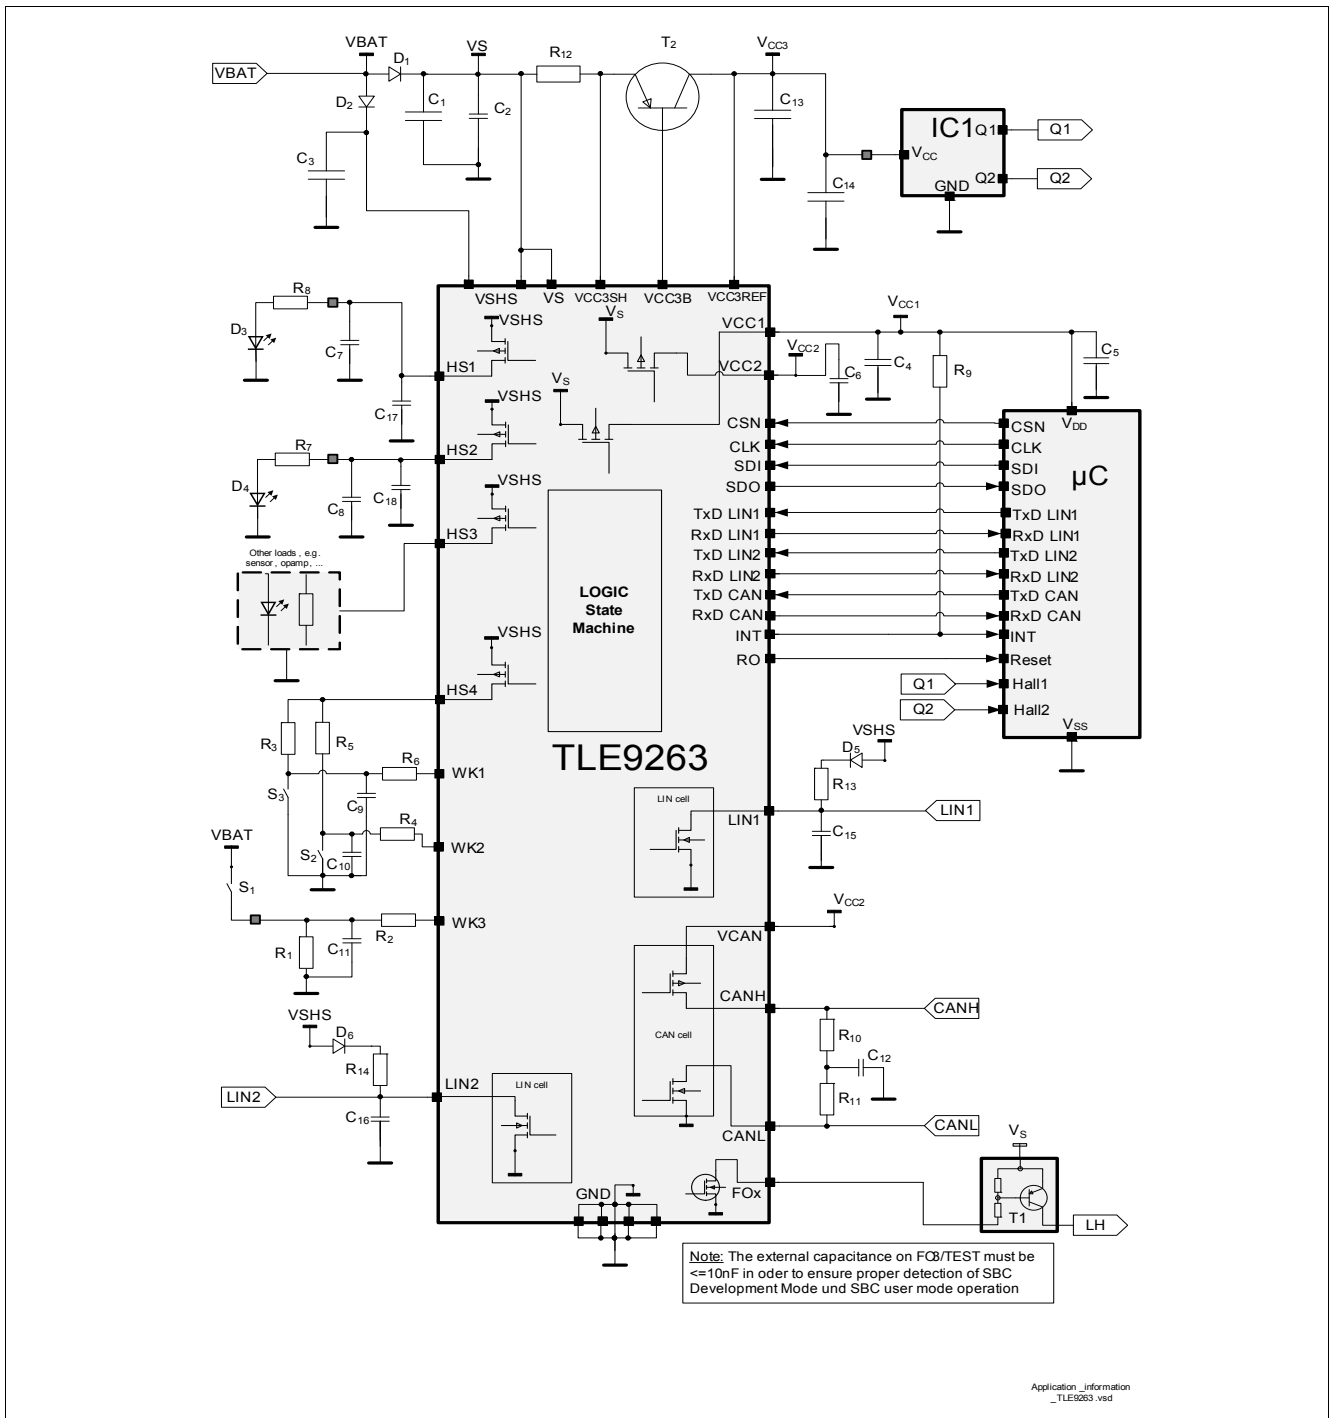 VBAT
VS
T2
VCC3
VBAT
D1
R12
D2
C1
C2
C13
C3
C14
IC1
Q1
Q1
VCC
Q2
Q2
GND
VSHS
VS
VCC3SH
VCC3B
VCC3REF
R8
D3
C7
VSHS
VS
VCC1
VCC1
VCC2
VCC2
C6
C4
R9
C5
HS1
C17
VSHS
VS
R7
HS2
D4
C8
C18
VSHS
HS3
CSN
CLK
SDI
SDO
TxD LIN1
RxD LIN1
TxD LIN2
RxD LIN2
TxD CAN
RxD CAN
INT
RO
VDD
µC
CSN
CLK
SDI
SDO
TxD LIN1
RxD LIN1
TxD LIN2
RxD LIN2
TxD CAN
RxD CAN
INT
Reset
Q1
Hall1
Q2
Hall2
VSS
Other loads , e.g.
sensor , opamp, ...
LOGIC
State
Machine
VSHS
HS4
R3
R5
TLE9263
R6
WK1
S3
C9
R4
WK2
S2
C10
VBAT
S1
WK3
R2
R1
C11
VSHS
D5
R13
LIN cell
LIN1
LIN1
C15
VCC2
VCAN
CANH
CANH
CAN cell
R10
C12
R11
CANL
CANL
VSHS
D6
R14
LIN2
LIN2
LIN cell
C16
GND
FOx
VS
T1
LH
Note: The external capacitance on FO3/TEST must be
<=10nF in oder to ensure proper detection of SBC
Development Mode und SBC user mode operation
Application _information
_TLE9263 .vsd